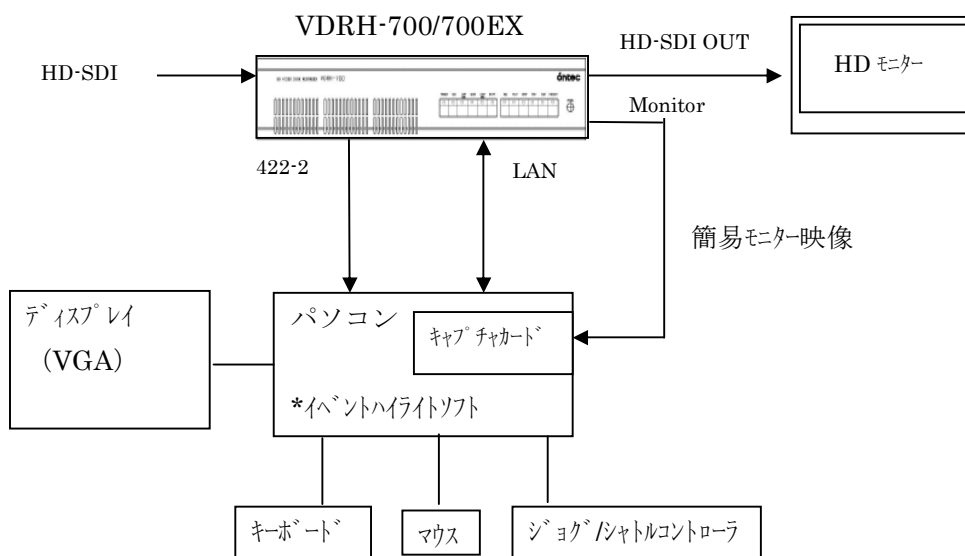 VDRH-700/700EX
HD-SDI
HD-SDI OUT
HD モニター
Monitor
óntec
422-2
LAN
簡易モニター映像
ディスプレイ
(VGA)
パソコン
キャプチャカード
*イベントハイライトソフト
キーボード
マウス
ジョグ/シャトルコントローラ